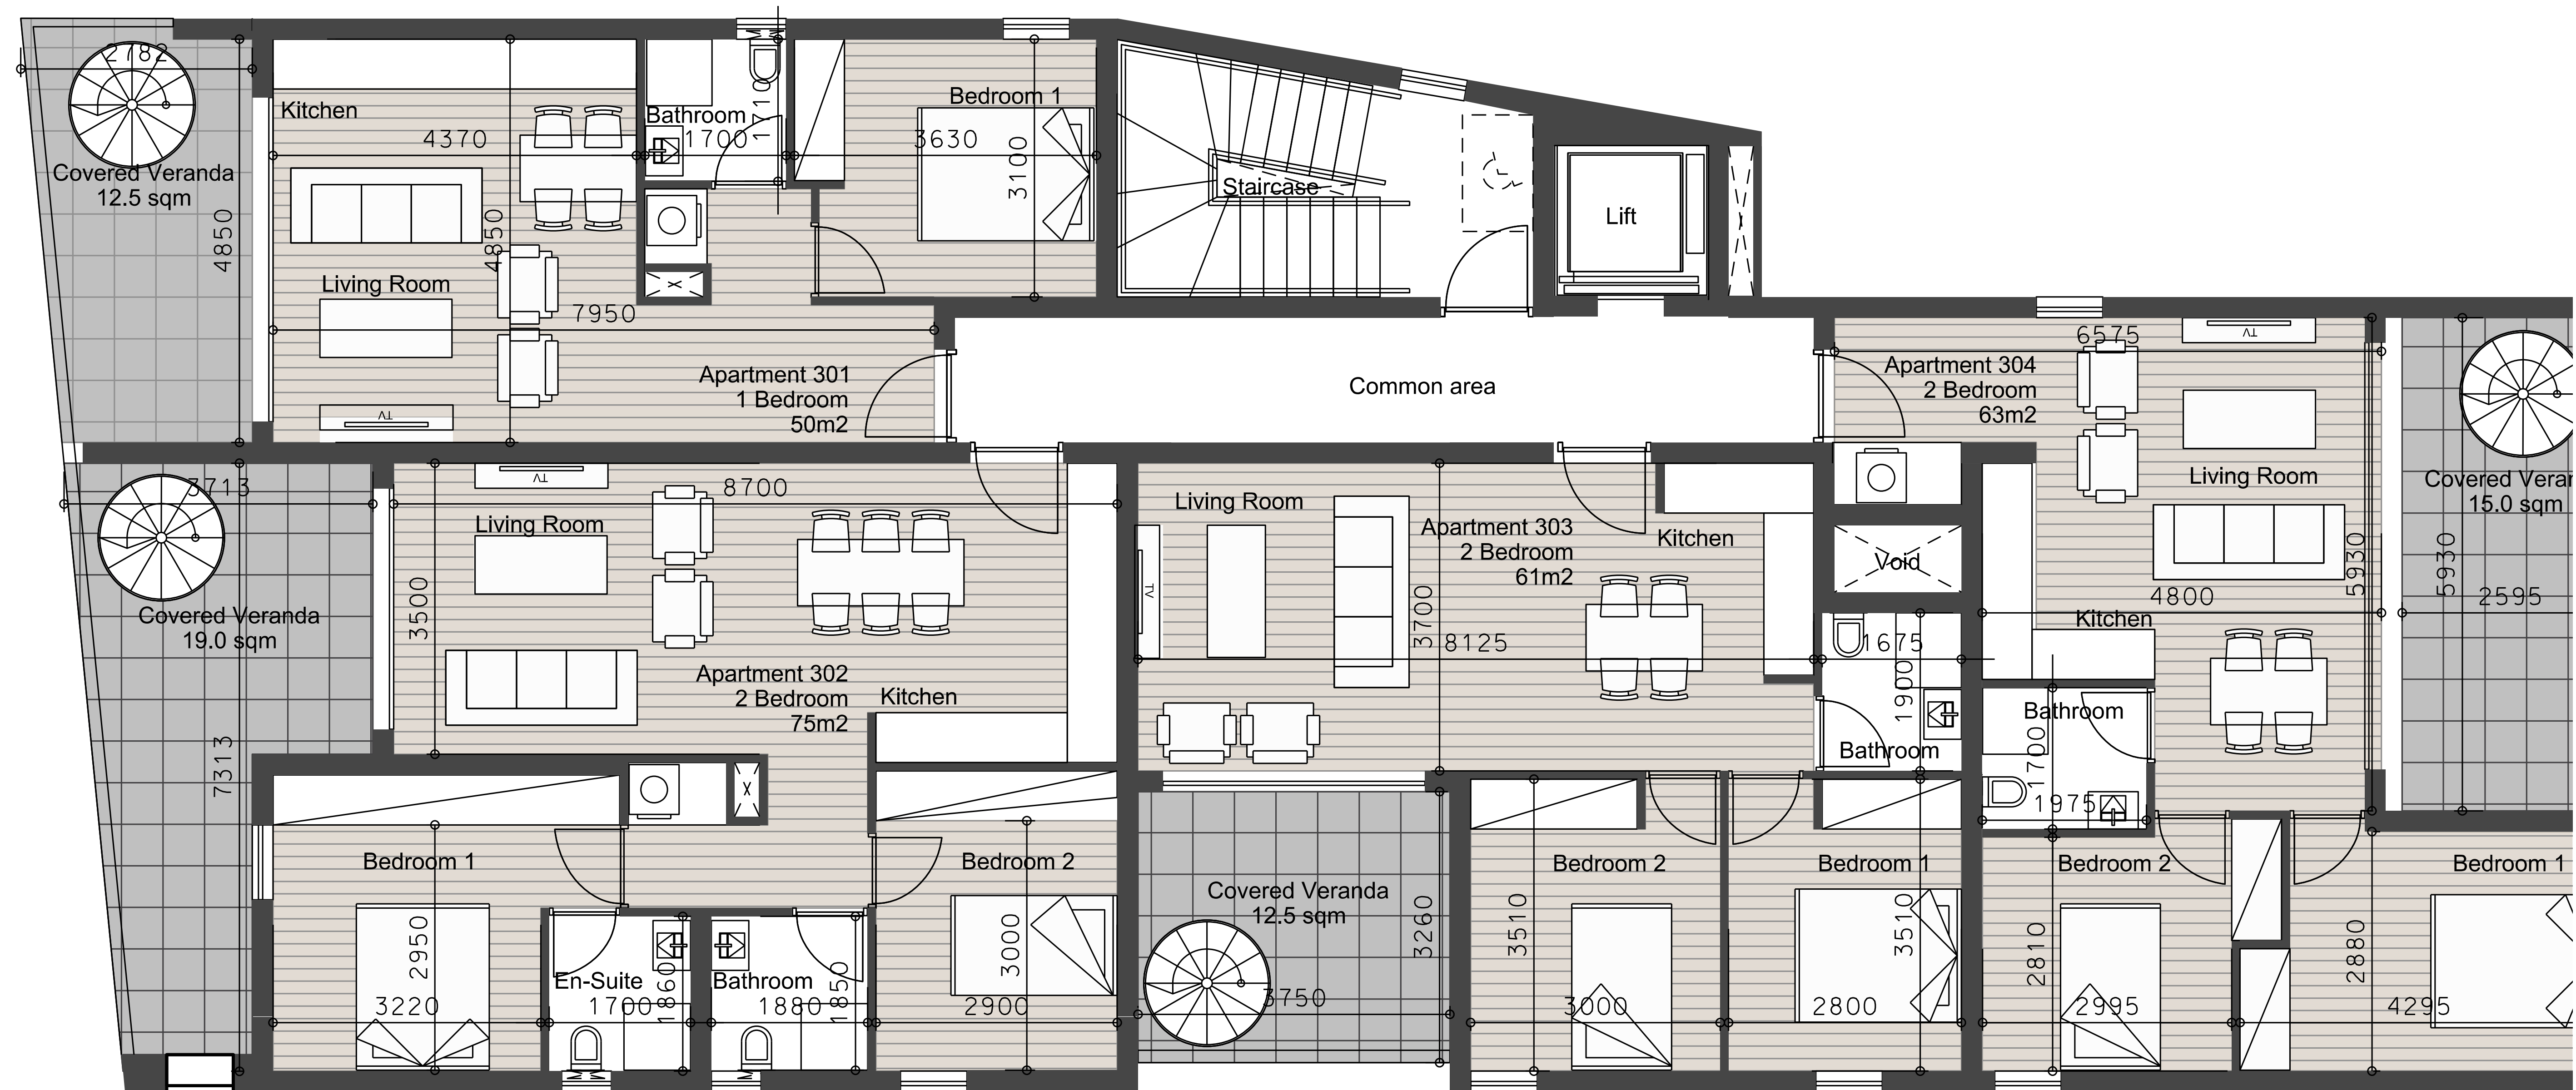 2782
Covered Veranda
12.5 sqm
4850
Kitchen
4370
4850
Living Room
7950
TV
Apartment 301
1 Bedroom
50m2
Bathroom
1700
1710
Bedroom 1
3630
3100
Staircase
Lift
Common area
6575
TV
Apartment 304
2 Bedroom
63m2
Living Room
5930
4800
Kitchen
5930
2595
15.0 sqm
3713
Covered Veranda
19.0 sqm
7313
TV
8700
Living Room
3500
Apartment 302
2 Bedroom
75m2
Kitchen
Living Room
TV
Apartment 303
2 Bedroom
61m2
3700
8125
Kitchen
Void
1675
1900
Bathroom
Bathroom
1700
1975
Bedroom 1
2950
3220
En-Suite
1700
1860
Bathroom
1880
1850
Bedroom 2
3000
2900
Covered Veranda
12.5 sqm
3260
3750
Bedroom 2
3510
3000
Bedroom 1
3510
2800
Bedroom 2
2810
2995
Bedroom 1
2880
4295